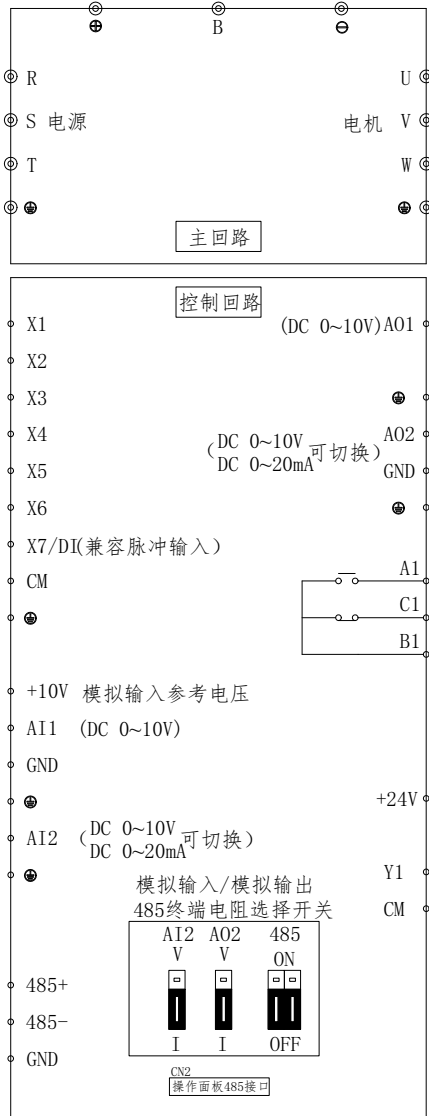 ⊕ B ⊖
R U
S 电源 电机 V
T W
主回路
控制回路
X1 (DC 0~10V)AO1
X2
X3
X4 (DC 0~10V DC 0~20mA 可切换) AO2
X5 GND
X6
X7/DI(兼容脉冲输入)
CM A1
C1
B1
+10V 模拟输入参考电压
AI1 (DC 0~10V)
GND
+24V
AI2 (DC 0~10V DC 0~20mA 可切换)
Y1
模拟输入/模拟输出
485终端电阻选择开关
CM
AI2 AO2 485
V V ON
I I OFF
485+
485-
GND
CN2
操作面板485接口